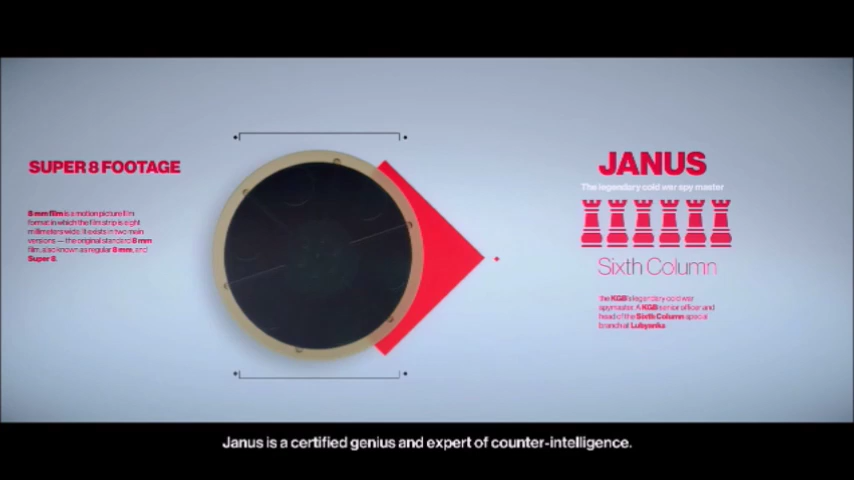 SUPER 8 FOOTAGE
8 mm film is a motion picture film
format in which the film strip is eight
millimeters wide. It exists in two main
versions — the original standard 8 mm
film, also known as regular 8 mm, and
Super 8.
JANUS
The legendary cold war spy master
Sixth Column
the KGB's legendary cold war
spymaster. A KGB senior officer and
head of the Sixth Column special
branch at Lubyanka
Janus is a certified genius and expert of counter-intelligence.